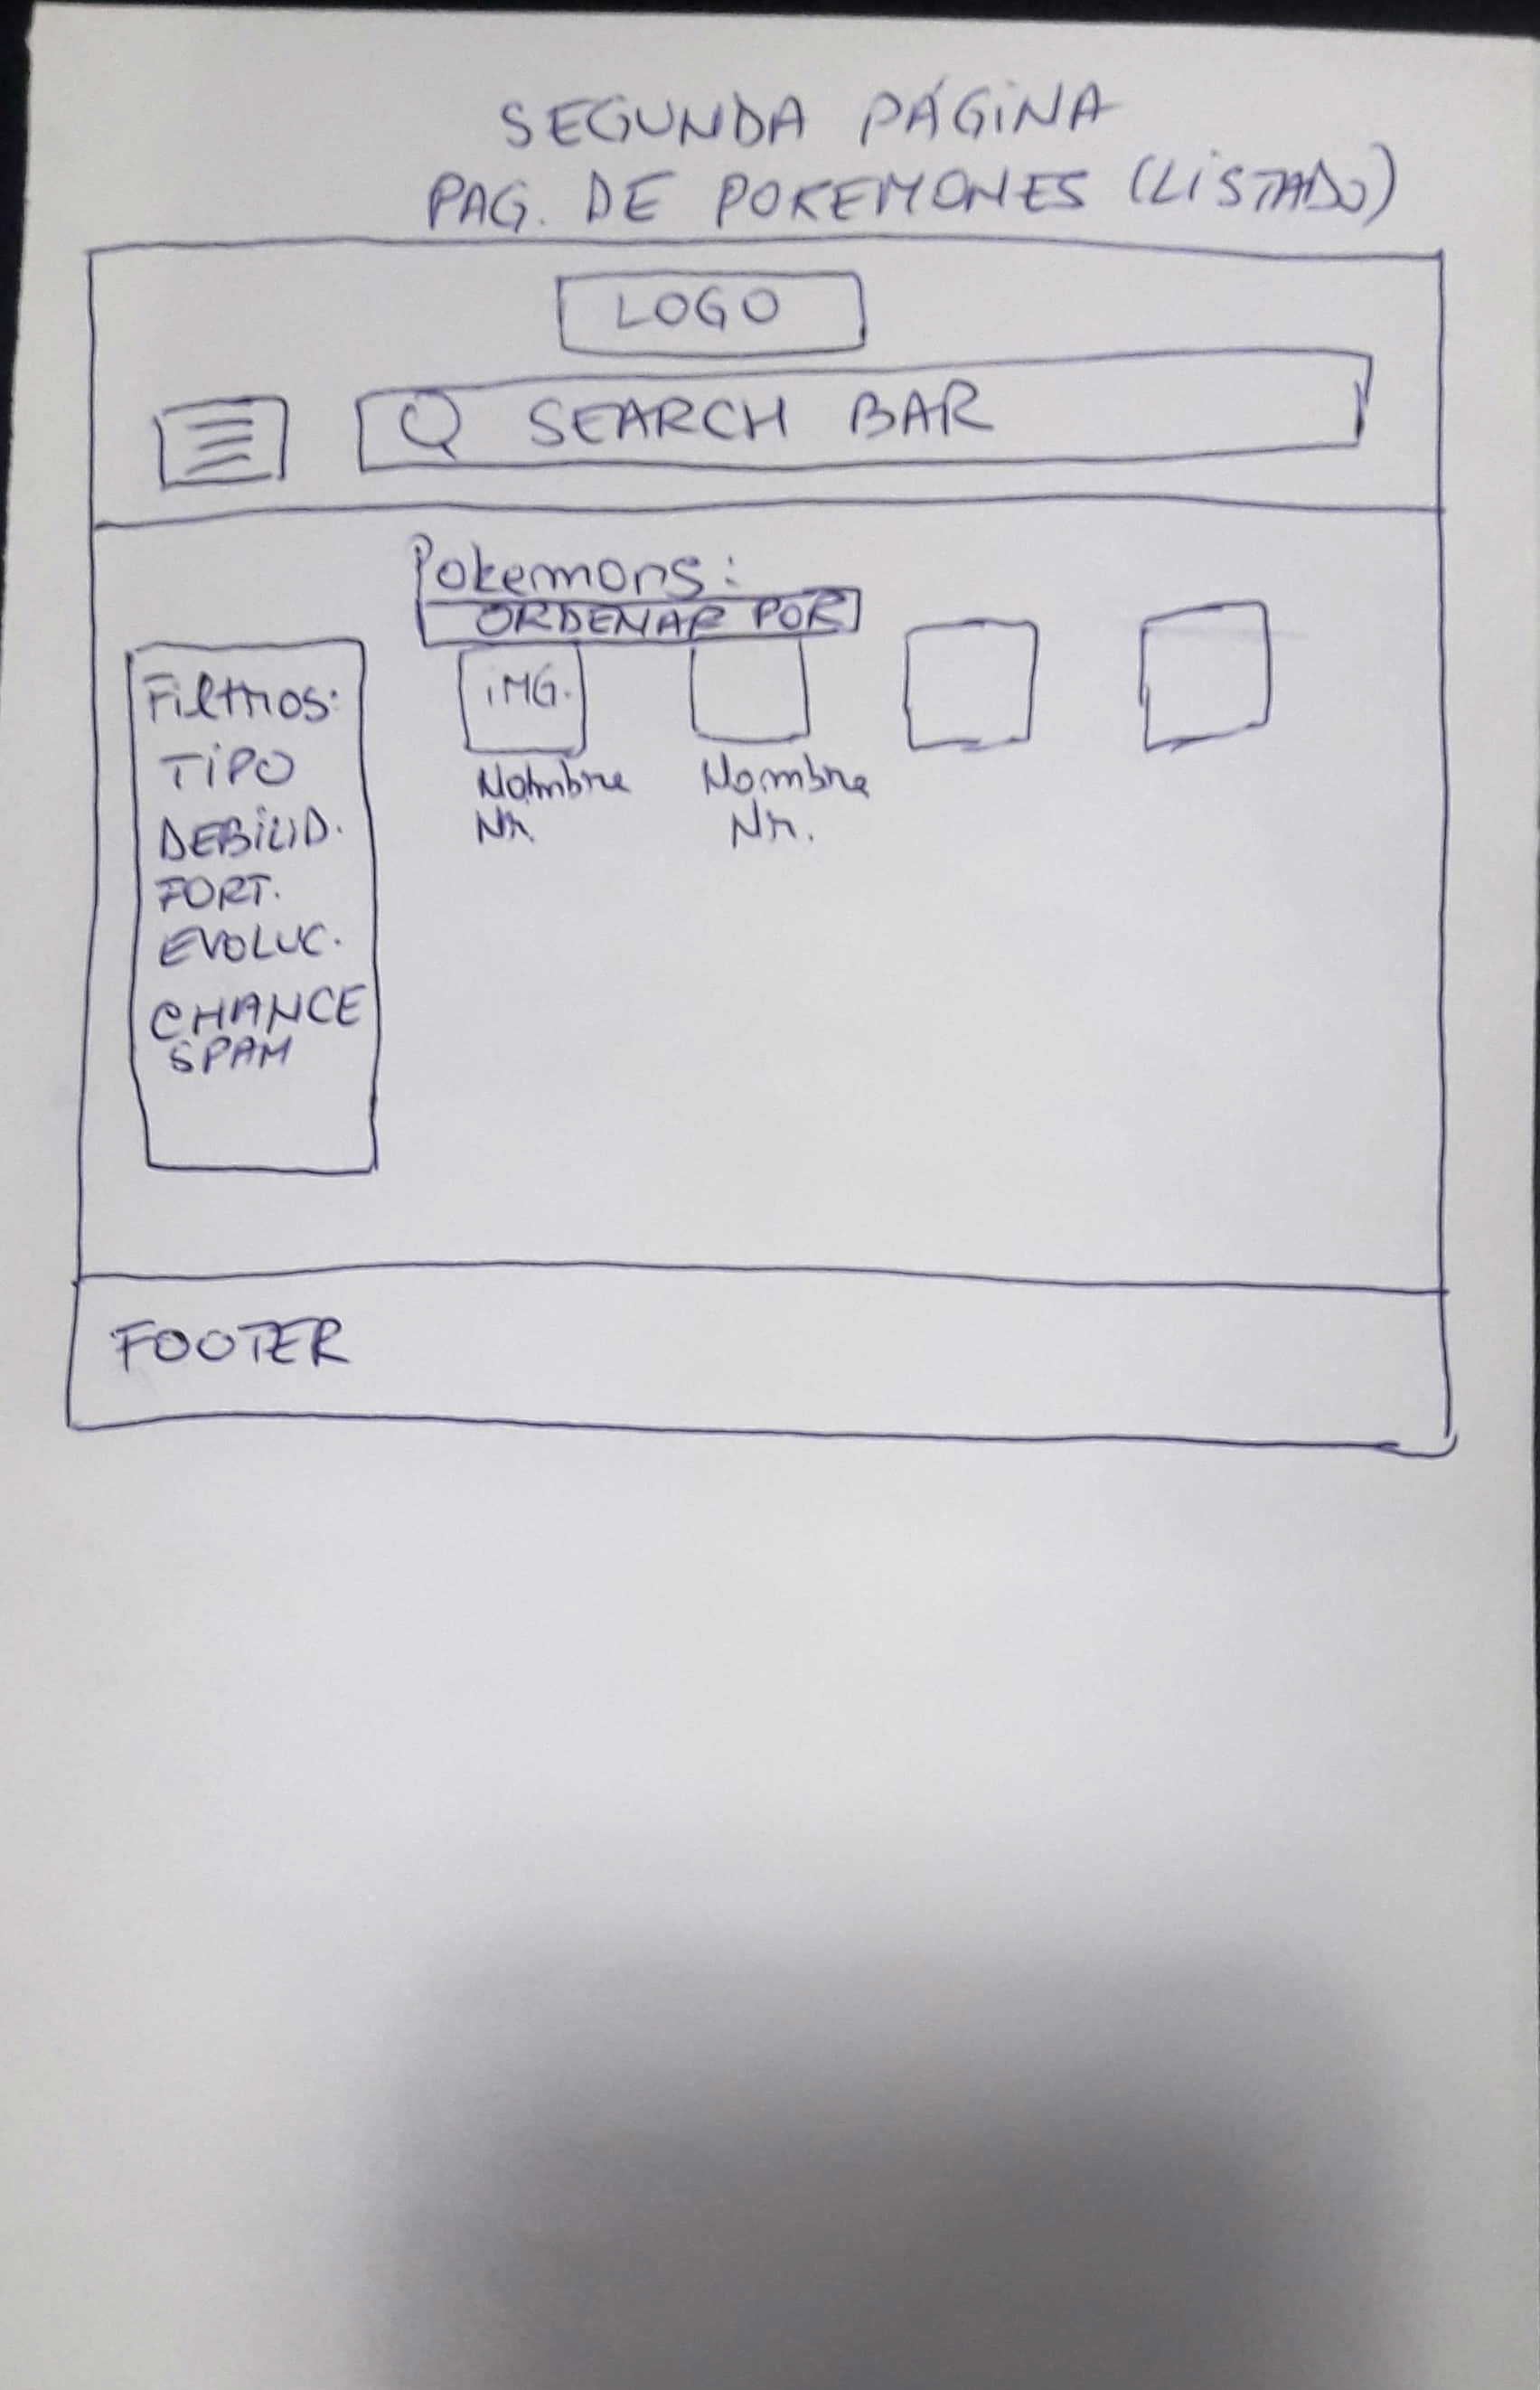 SEGUNDA PÁGINA
PAG. DE POKEMONES (LISTADO)
LOGO
SEARCH BAR
Pokemons:
ORDENAR POR
Filtros:
TIPO
DEBILID.
FORT.
EVOLUC.
CHANCE
SPAM
IMG.
Nombre
Nr.
Nombre
Nr.
FOOTER